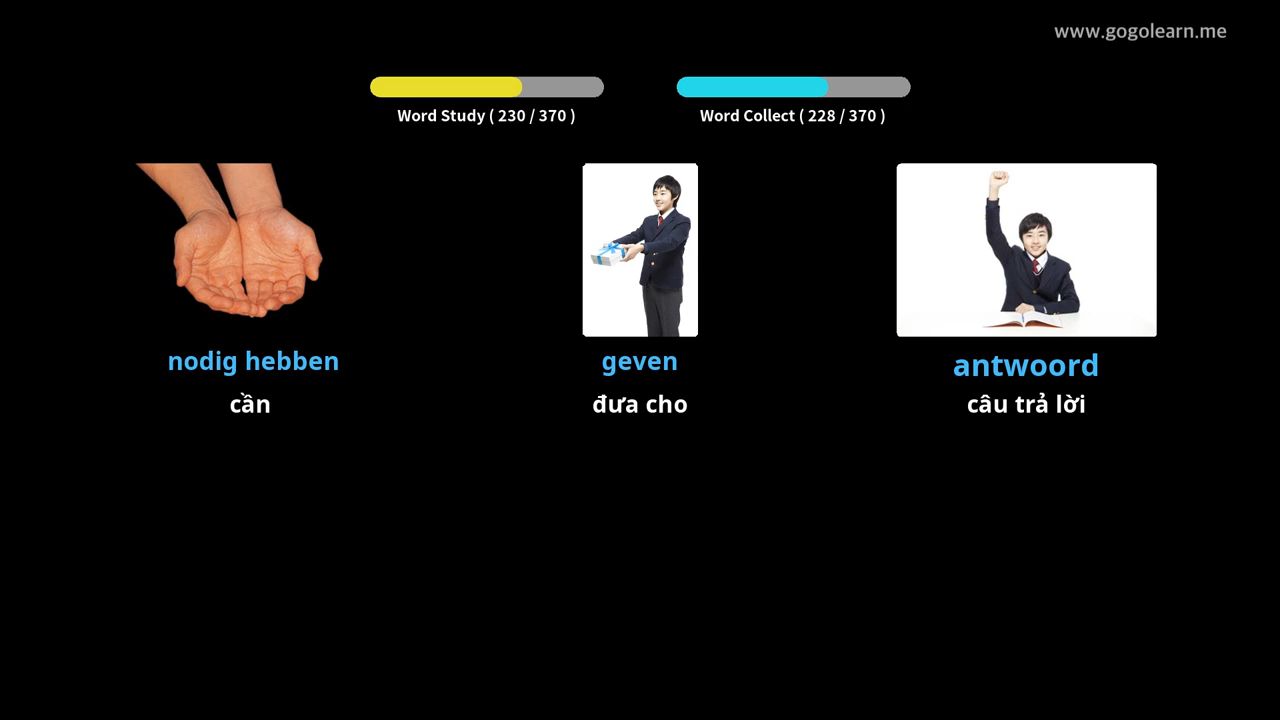 www.gogolearn.me
Word Study ( 230 / 370 )
Word Collect ( 228 / 370 )
nodig hebben
geven
antwoord
cần
đưa cho
câu trả lời